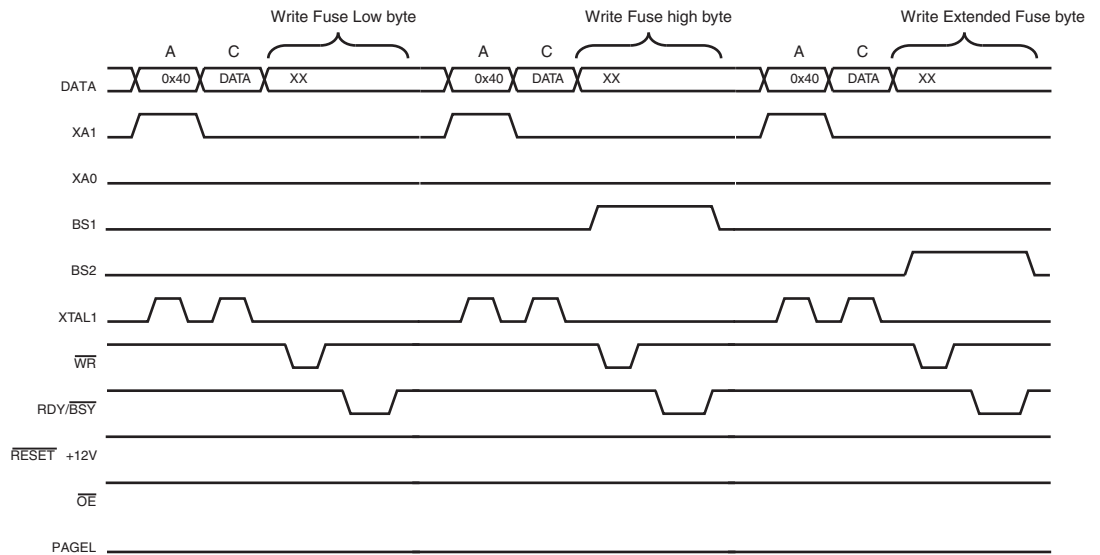 Write Fuse Low byte Write Fuse high byte Write Extended Fuse byte
A C A C A C
DATA 0x40 DATA XX 0x40 DATA XX 0x40 DATA XX
XA1
XA0
BS1
BS2
XTAL1
WR
RDY/BSY
RESET +12V
OE
PAGEL